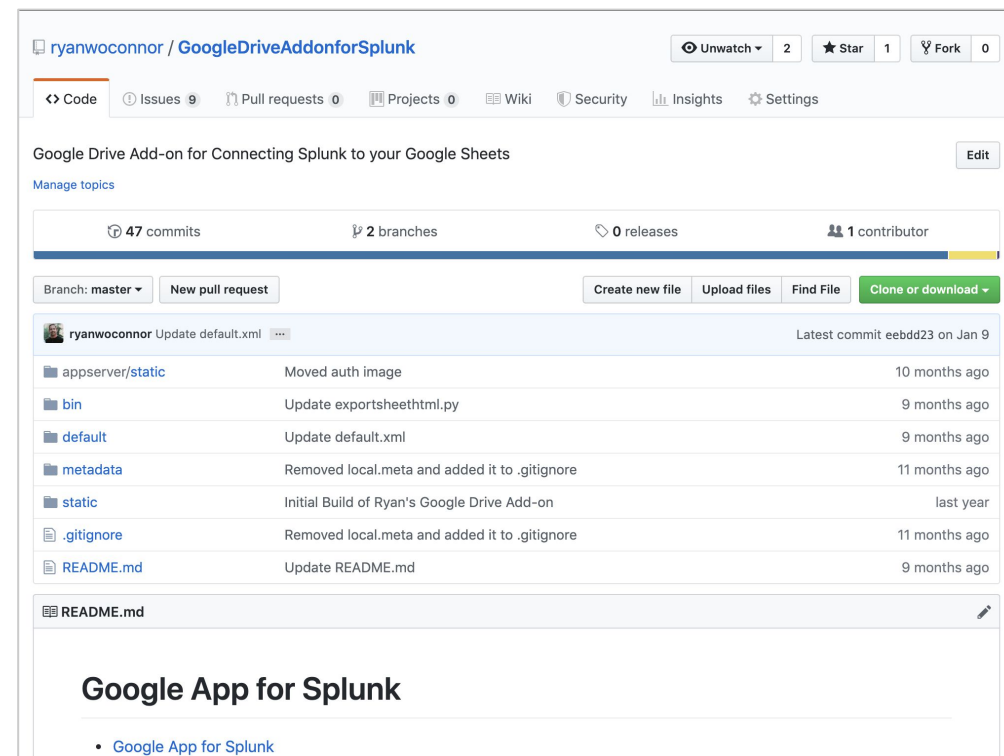 ryanwoconnor / GoogleDriveAddonforSplunk Unwatch 2 Star 1 Fork 0
Code Issues 9 Pull requests 0 Projects 0 Wiki Security Insights Settings
Google Drive Add-on for Connecting Splunk to your Google Sheets Edit
Manage topics
47 commits 2 branches 0 releases 1 contributor
Branch: master New pull request Create new file Upload files Find File Clone or download
ryanwoconnor Update default.xml ... Latest commit eebdd23 on Jan 9
appserver/static Moved auth image 10 months ago
bin Update exportsheethtml.py 9 months ago
default Update default.xml 9 months ago
metadata Removed local.meta and added it to .gitignore 11 months ago
static Initial Build of Ryan's Google Drive Add-on last year
.gitignore Removed local.meta and added it to .gitignore 11 months ago
README.md Update README.md 9 months ago
README.md
Google App for Splunk
• Google App for Splunk